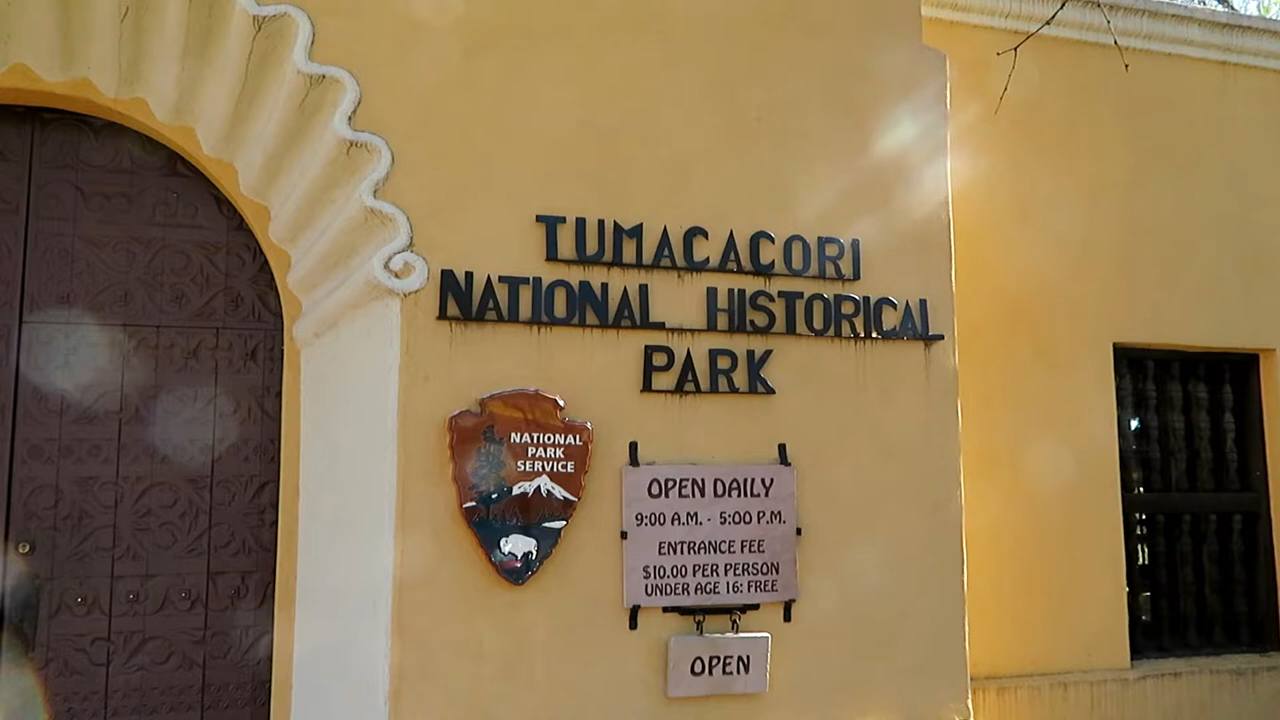 TUMACACORI
NATIONAL HISTORICAL
PARK
NATIONAL
PARK
SERVICE
OPEN DAILY
9:00 A.M. - 5:00 P.M.
ENTRANCE FEE
$10.00 PER PERSON
UNDER AGE 16: FREE
OPEN